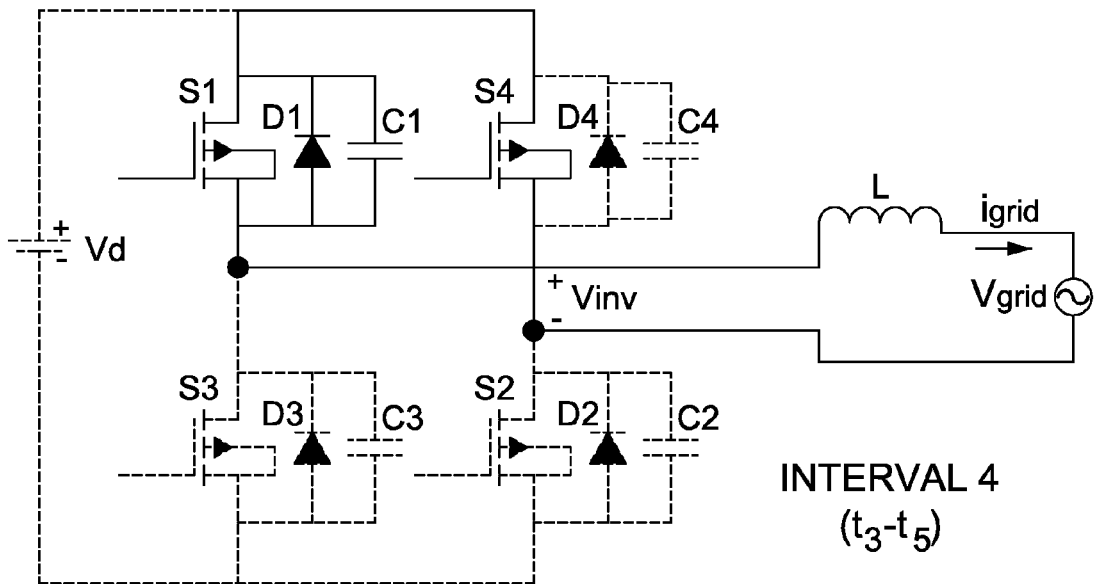 S1
D1
C1
S4
D4
C4
+
-
Vd
L
igrid
Vgrid
+
Vinv
-
S3
D3
C3
S2
D2
C2
INTERVAL 4
(t3-t5)